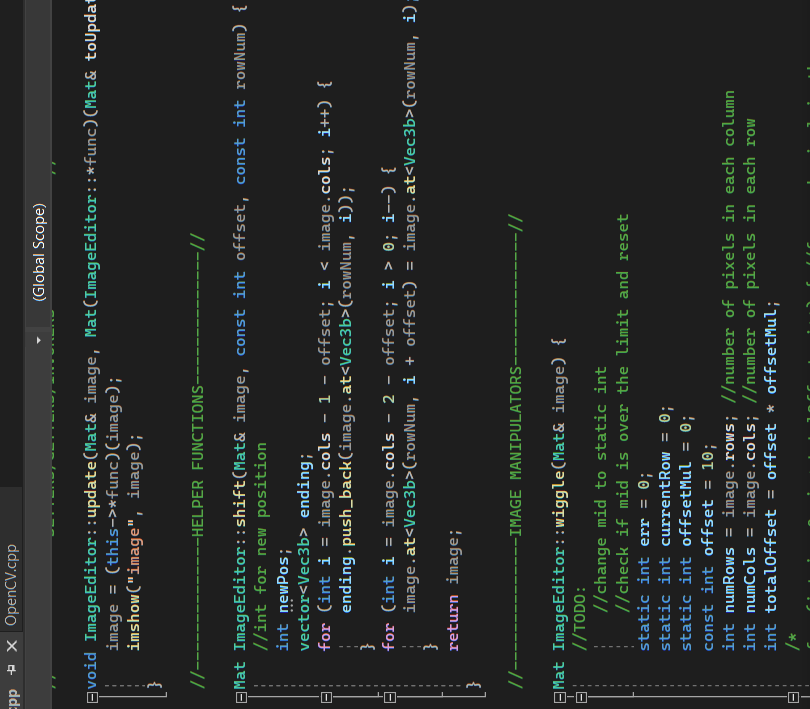 cpp OpenCV.cpp
(Global Scope)
//
void ImageEditor::update(Mat& image, Mat(ImageEditor::*func)(Mat& toUpdat
image = (this->*func)(image);
imshow("image", image);
}
//----------------HELPER FUNCTIONS----------------//
Mat ImageEditor::shift(Mat& image, const int offset, const int rowNum) {
//int for new position
int newPos;
vector<Vec3b> ending;
for (int i = image.cols - 1 - offset; i < image.cols; i++) {
ending.push_back(image.at<Vec3b>(rowNum, i));
}
for (int i = image.cols - 2 - offset; i > 0; i--) {
image.at<Vec3b>(rowNum, i + offset) = image.at<Vec3b>(rowNum, i);
}
return image;
}
//----------------IMAGE MANIPULATORS----------------//
Mat ImageEditor::wiggle(Mat& image) {
//TODO:
//change mid to static int
//check if mid is over the limit and reset
static int err = 0;
static int currentRow = 0;
static int offsetMul = 0;
const int offset = 10;
int numRows = image.rows; //number of pixels in each column
int numCols = image.cols; //number of pixels in each row
int totalOffset = offset * offsetMul;
/*